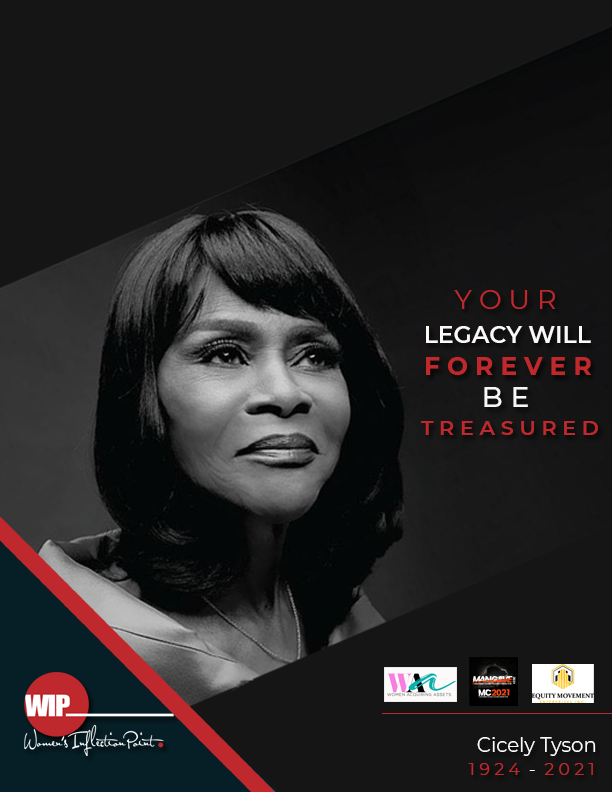 YOUR
LEGACY WILL
FOREVER
BE
TREASURED
WAA
WOMEN ACQUIRING ASSETS
MC2021
EQUITY MOVEMENT
WIP
Women's Inflection Point.
Cicely Tyson
1924 - 2021